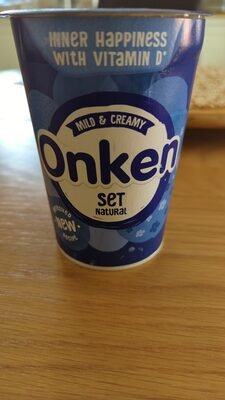 INNER HAPPINESS
WITH VITAMIN D*
MILD & CREAMY
Onken
SET
NATURAL
NEW